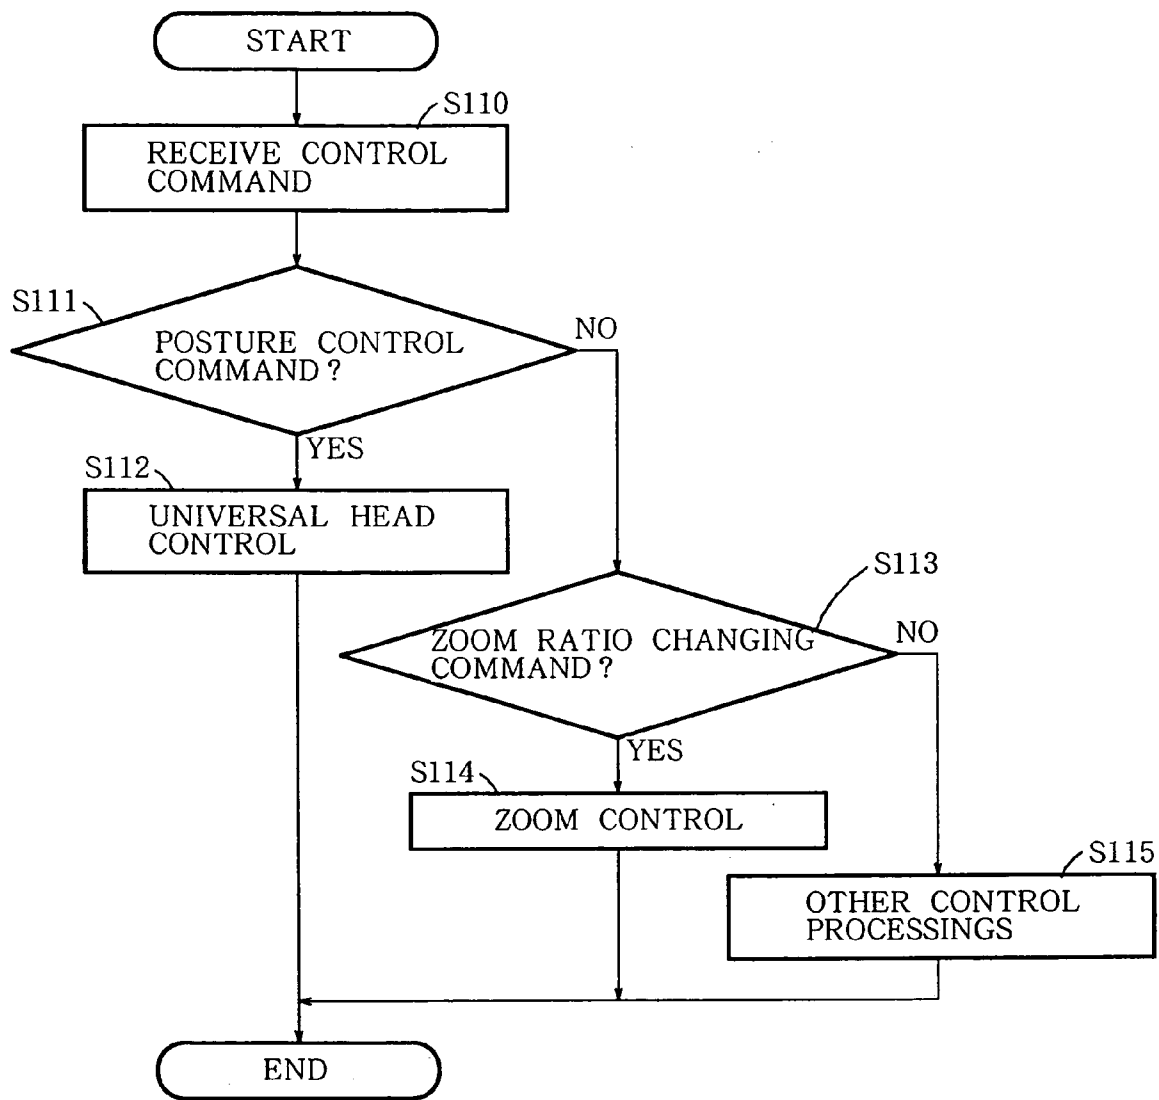 START
S110
RECEIVE CONTROL
COMMAND
S111
POSTURE CONTROL
COMMAND?
NO
YES
S112
UNIVERSAL HEAD
CONTROL
S113
ZOOM RATIO CHANGING
COMMAND?
NO
YES
S114
ZOOM CONTROL
S115
OTHER CONTROL
PROCESSINGS
END